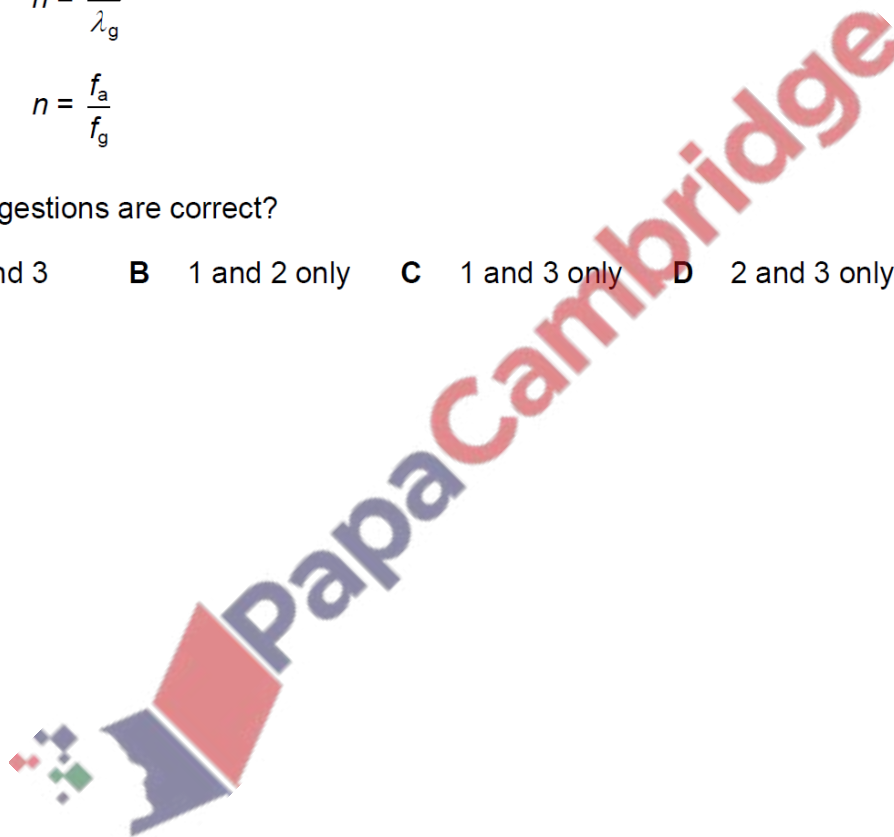 λg
n = fa
fg
gestions are correct?
nd 3 B 1 and 2 only C 1 and 3 only D 2 and 3 only
PapaCambridge